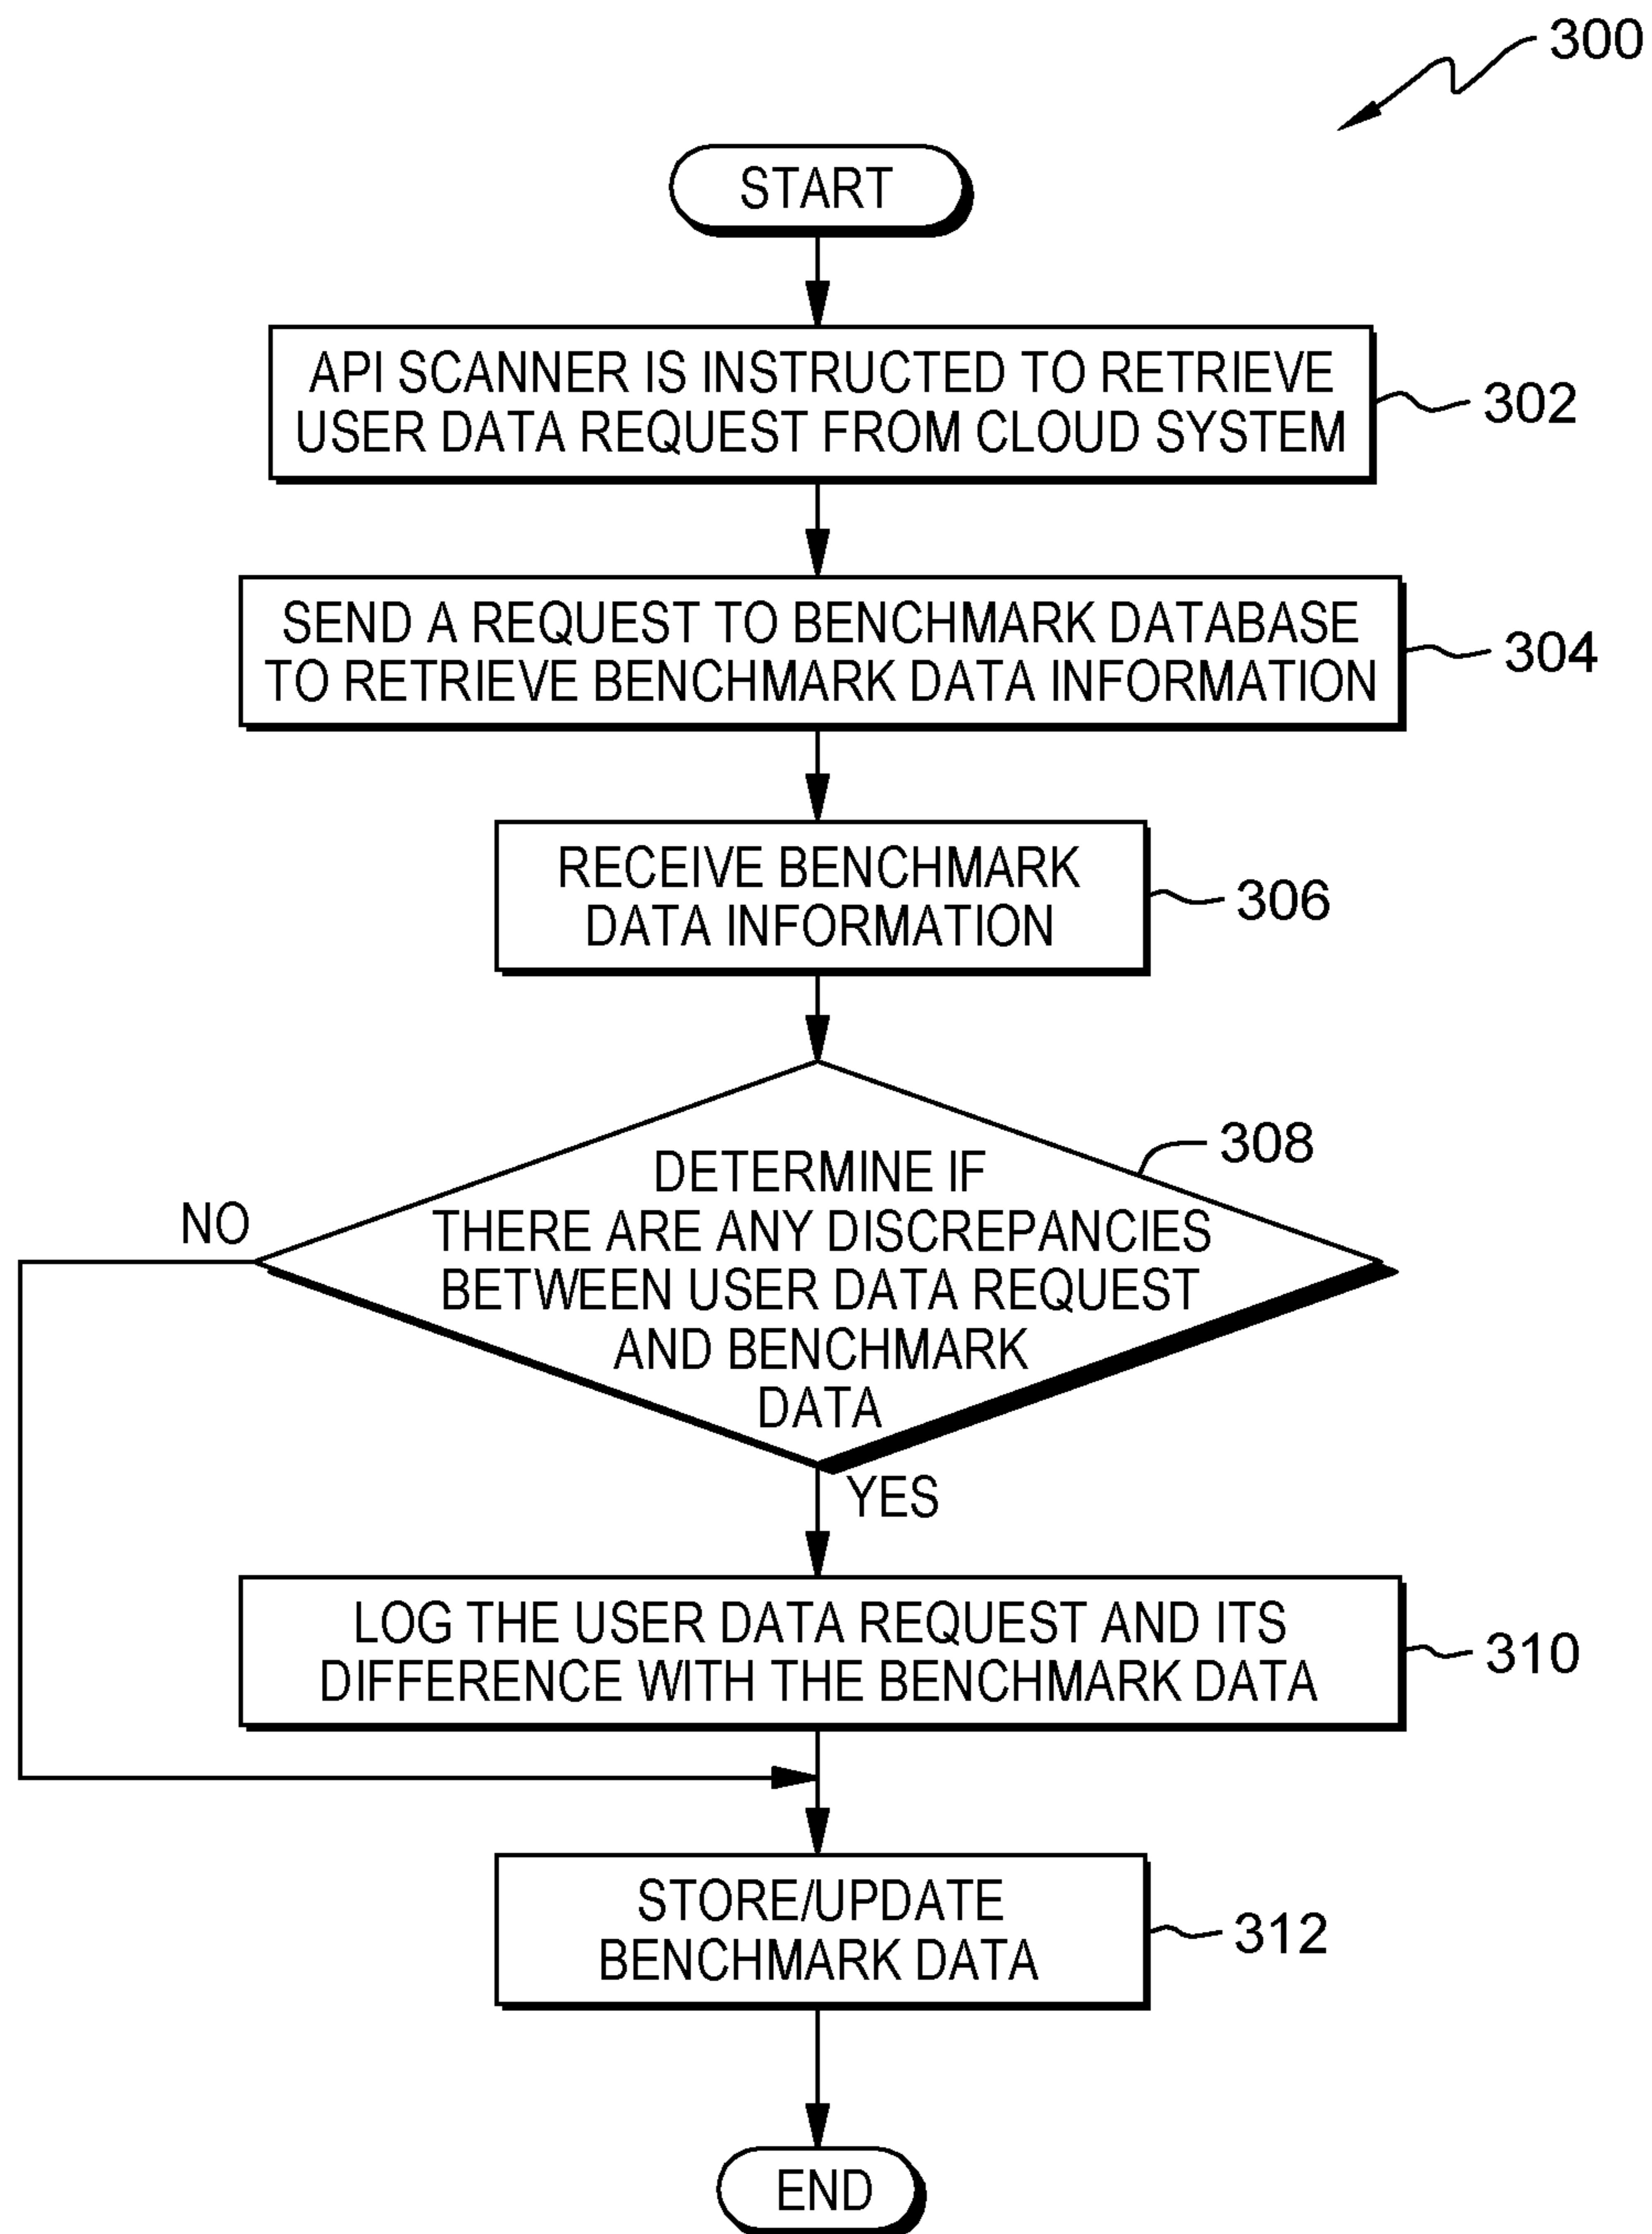 300
START
API SCANNER IS INSTRUCTED TO RETRIEVE
USER DATA REQUEST FROM CLOUD SYSTEM
302
SEND A REQUEST TO BENCHMARK DATABASE
TO RETRIEVE BENCHMARK DATA INFORMATION
304
RECEIVE BENCHMARK
DATA INFORMATION
306
308
DETERMINE IF
THERE ARE ANY DISCREPANCIES
BETWEEN USER DATA REQUEST
AND BENCHMARK
DATA
NO
YES
LOG THE USER DATA REQUEST AND ITS
DIFFERENCE WITH THE BENCHMARK DATA
310
STORE/UPDATE
BENCHMARK DATA
312
END